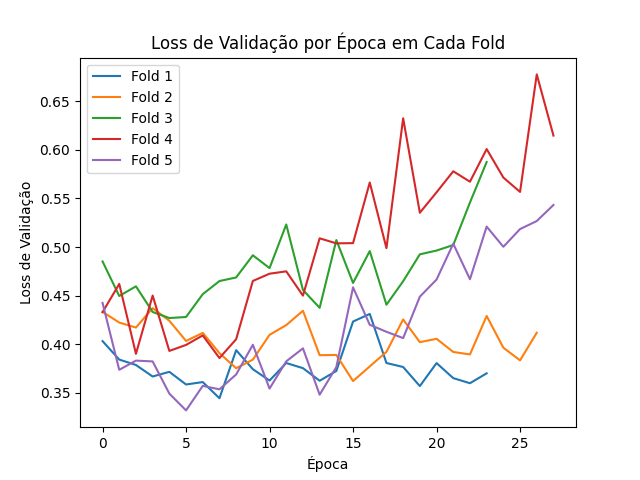 Loss de Validação por Época em Cada Fold
Fold 1
Fold 2
Fold 3
Fold 4
Fold 5
Loss de Validação
0.65
0.60
0.55
0.50
0.45
0.40
0.35
0 5 10 15 20 25
Época